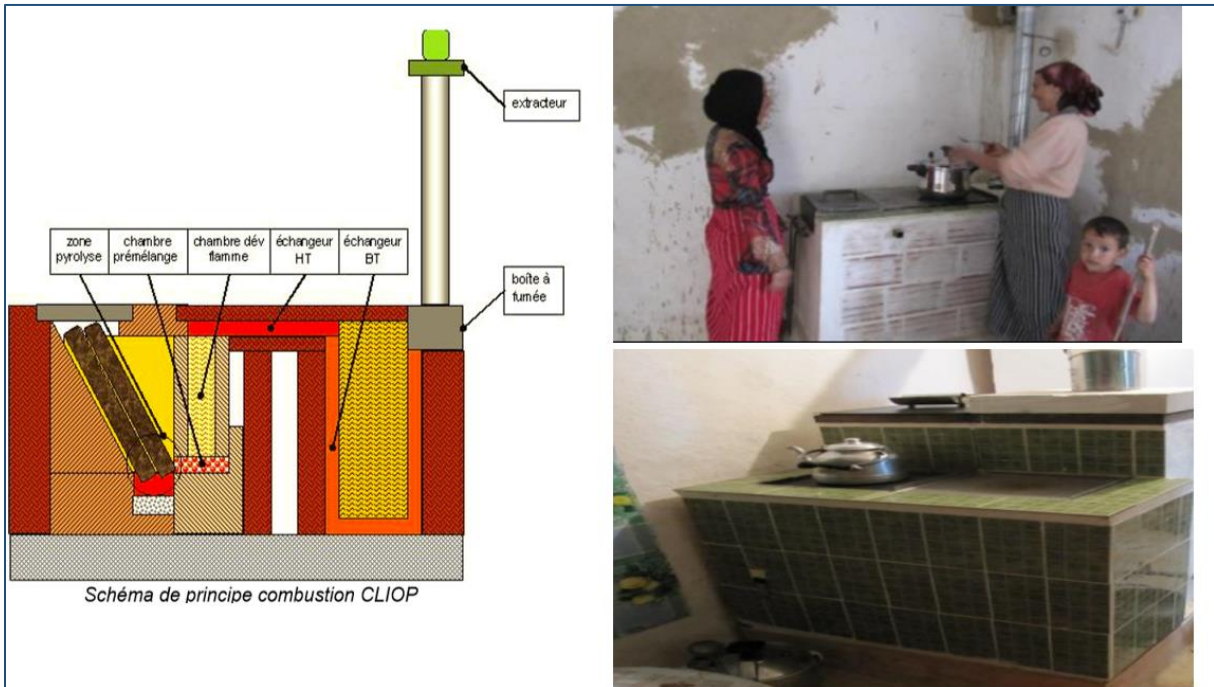 extracteur
zone
pyrolyse
chambre
prémélange
chambre dév
flamme
échangeur
HT
échangeur
BT
boîte à
fumée
Schéma de principe combustion CLIOP